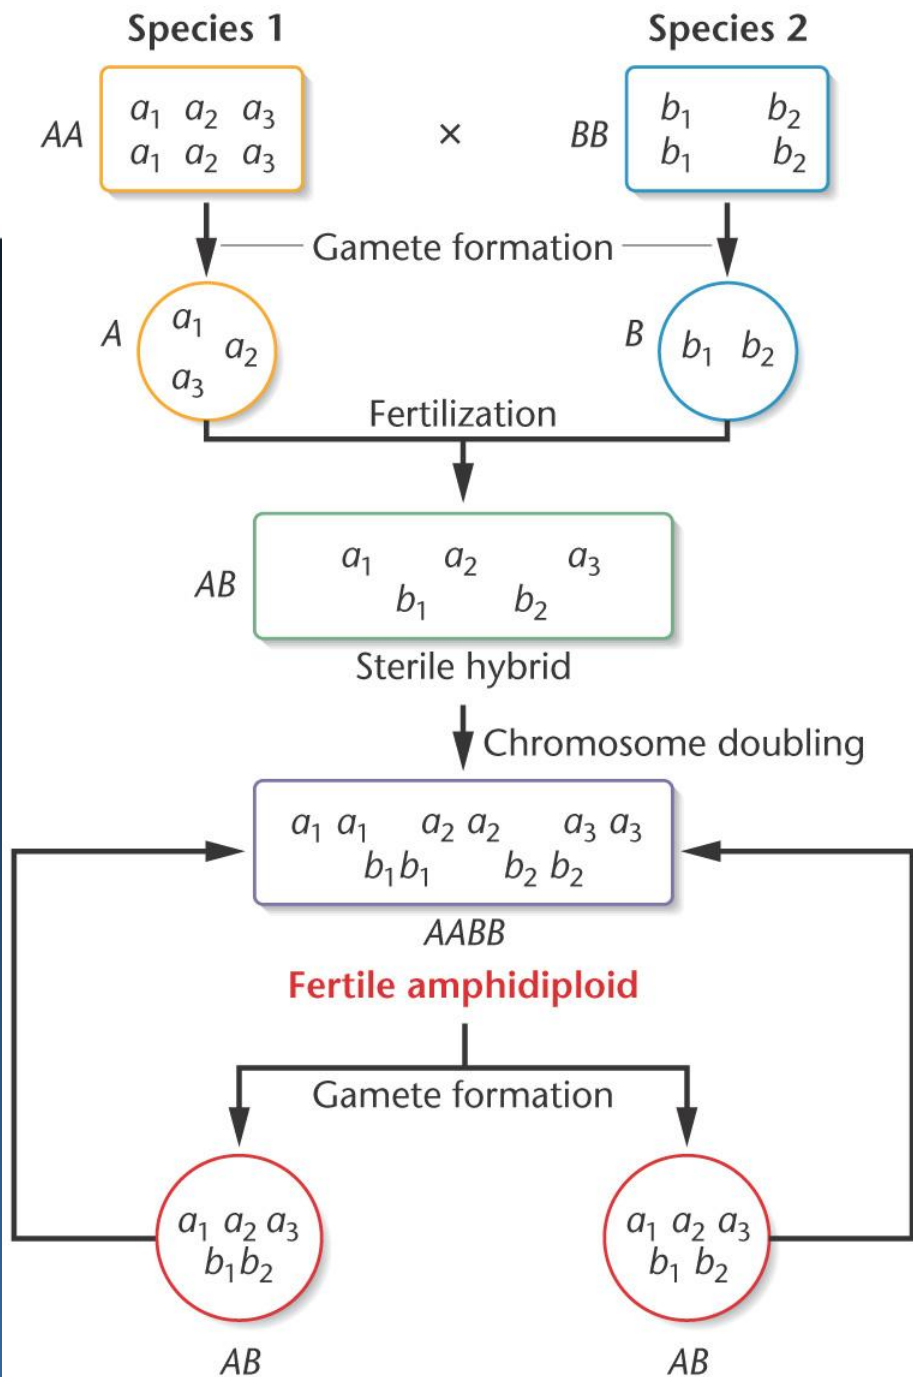 Species 1 Species 2
AA a₁ a₂ a₃ × BB b₁ b₂
a₁ a₂ a₃ b₁ b₂
Gamete formation
A a₁ a₂ a₃ B b₁ b₂
Fertilization
AB a₁ a₂ a₃
b₁ b₂
Sterile hybrid
Chromosome doubling
a₁ a₁ a₂ a₂ a₃ a₃
b₁ b₁ b₂ b₂
AABB
Fertile amphidiploid
Gamete formation
a₁ a₂ a₃ a₁ a₂ a₃
b₁ b₂ b₁ b₂
AB AB